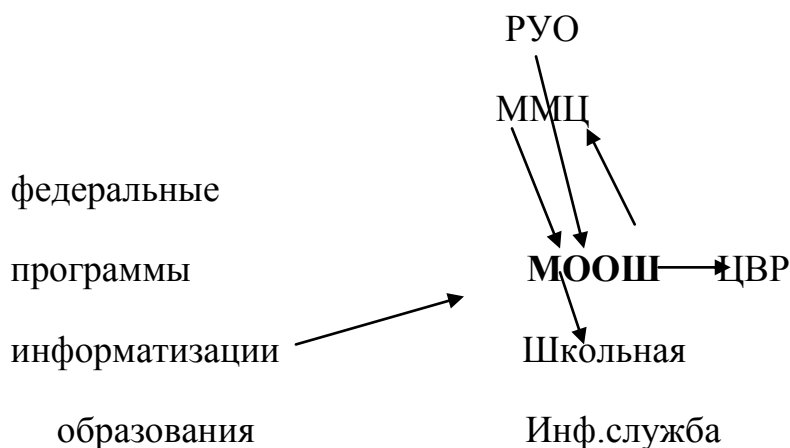 РУО
ММЦ
федеральные
программы МООШ ЦВР
информатизации Школьная
образования Инф.служба